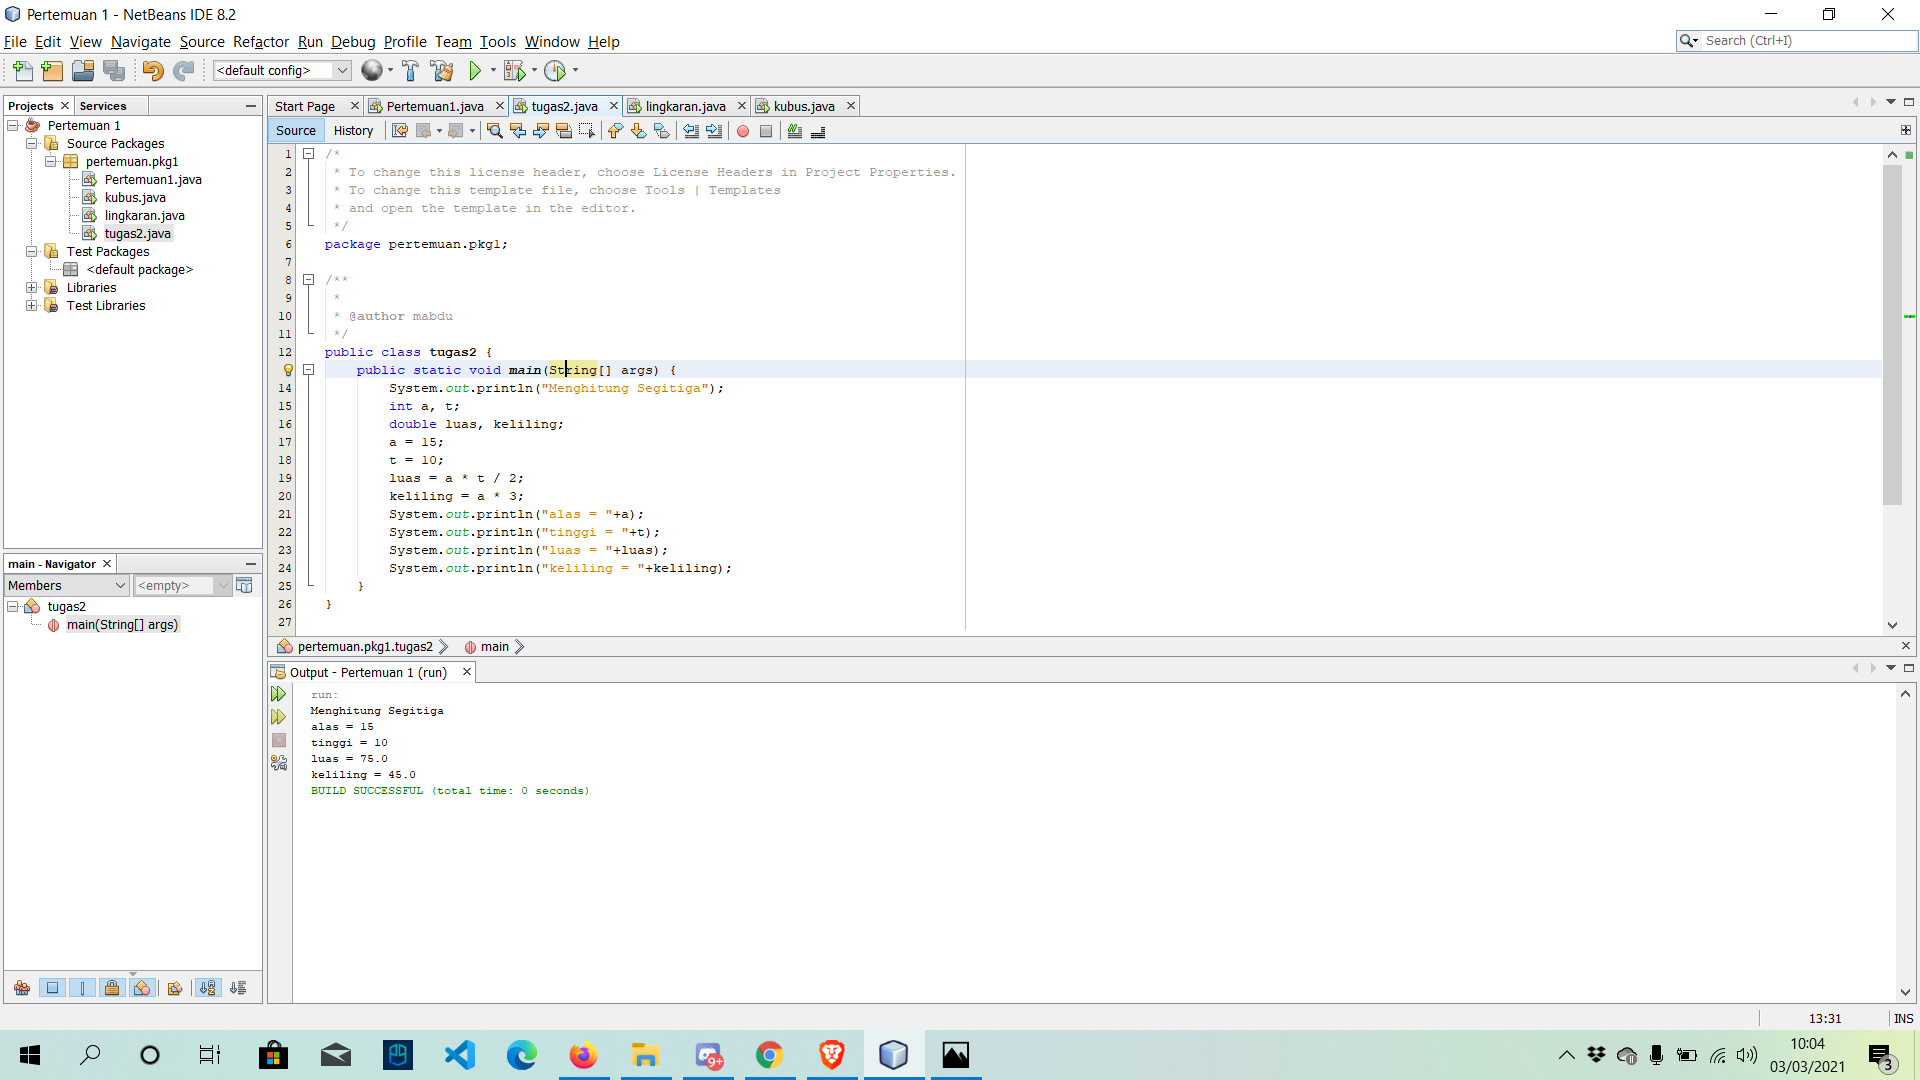 Pertemuan 1 - NetBeans IDE 8.2
File Edit View Navigate Source Refactor Run Debug Profile Team Tools Window Help
Search (Ctrl+I)
<default config>
Projects Services
Pertemuan 1
Source Packages
pertemuan.pkg1
Pertemuan1.java
kubus.java
lingkaran.java
tugas2.java
Test Packages
<default package>
Libraries
Test Libraries
Start Page Pertemuan1.java tugas2.java lingkaran.java kubus.java
Source History
1 /*
2 * To change this license header, choose License Headers in Project Properties.
3 * To change this template file, choose Tools | Templates
4 * and open the template in the editor.
5 */
6 package pertemuan.pkg1;
7
8 /**
9 *
10 * @author mabdu
11 */
12 public class tugas2 {
public static void main(String[] args) {
14 System.out.println("Menghitung Segitiga");
15 int a, t;
16 double luas, keliling;
17 a = 15;
18 t = 10;
19 luas = a * t / 2;
20 keliling = a * 3;
21 System.out.println("alas = "+a);
22 System.out.println("tinggi = "+t);
23 System.out.println("luas = "+luas);
24 System.out.println("keliling = "+keliling);
25 }
26 }
27
pertemuan.pkg1.tugas2 main
main - Navigator
Members <empty>
tugas2
main(String[] args)
Output - Pertemuan 1 (run)
run:
Menghitung Segitiga
alas = 15
tinggi = 10
luas = 75.0
keliling = 45.0
BUILD SUCCESSFUL (total time: 0 seconds)
13:31 INS
9+
10:04
03/03/2021
3